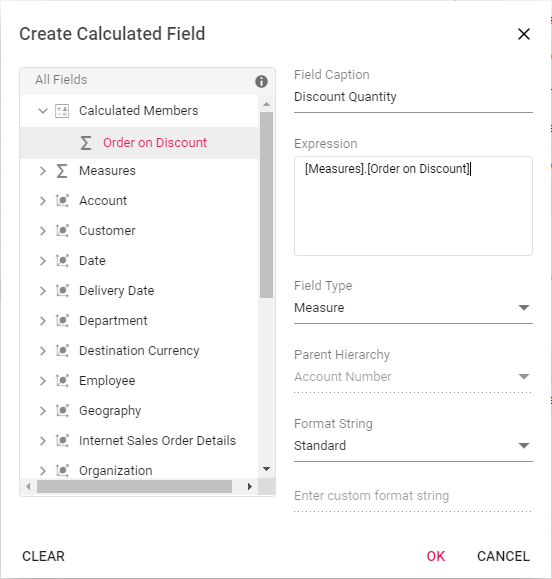 Create Calculated Field
All Fields
Calculated Members
Order on Discount
Measures
Account
Customer
Date
Delivery Date
Department
Destination Currency
Employee
Geography
Internet Sales Order Details
Organization
Field Caption
Discount Quantity
Expression
[Measures].[Order on Discount]
Field Type
Measure
Parent Hierarchy
Account Number
Format String
Standard
Enter custom format string
CLEAR
OK
CANCEL